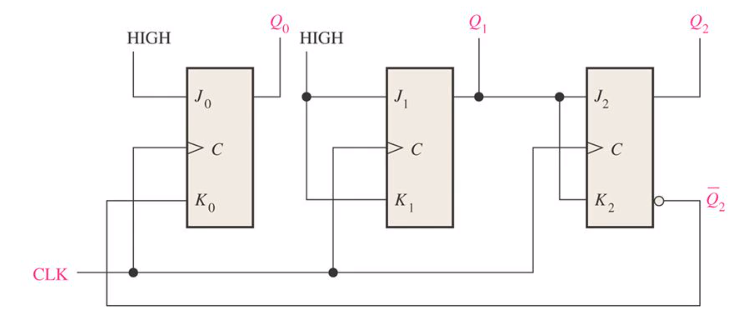 HIGH
Q₀
HIGH
Q₁
Q₂
J₀
J₁
J₂
C
C
C
K₀
K₁
K₂
Q̅₂
CLK